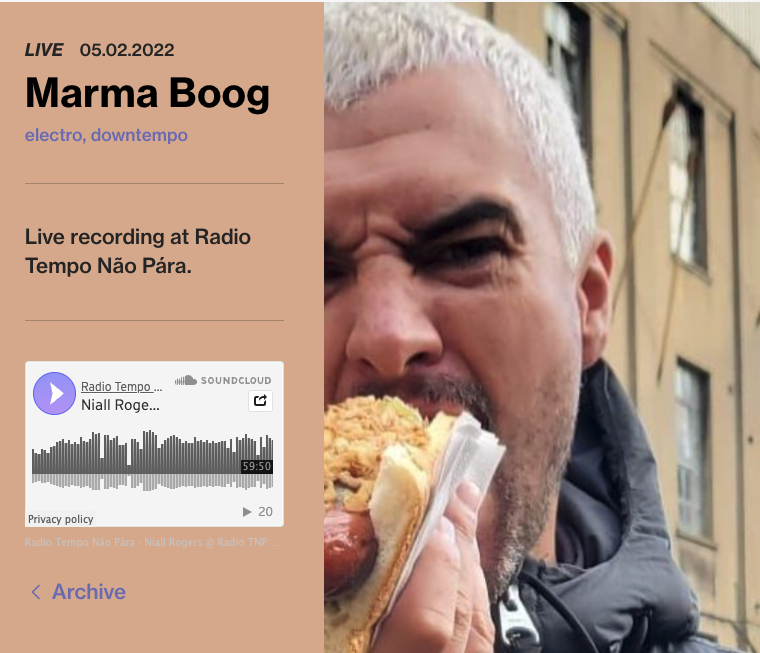 LIVE 05.02.2022
Marma Boog
electro, downtempo
Live recording at Radio
Tempo Não Pára.
Radio Tempo ...
SOUNDCLOUD
Niall Roge...
59:50
20
Privacy policy
Radio Tempo Não Pára · Niall Rogers @ Radio TNP ...
Archive